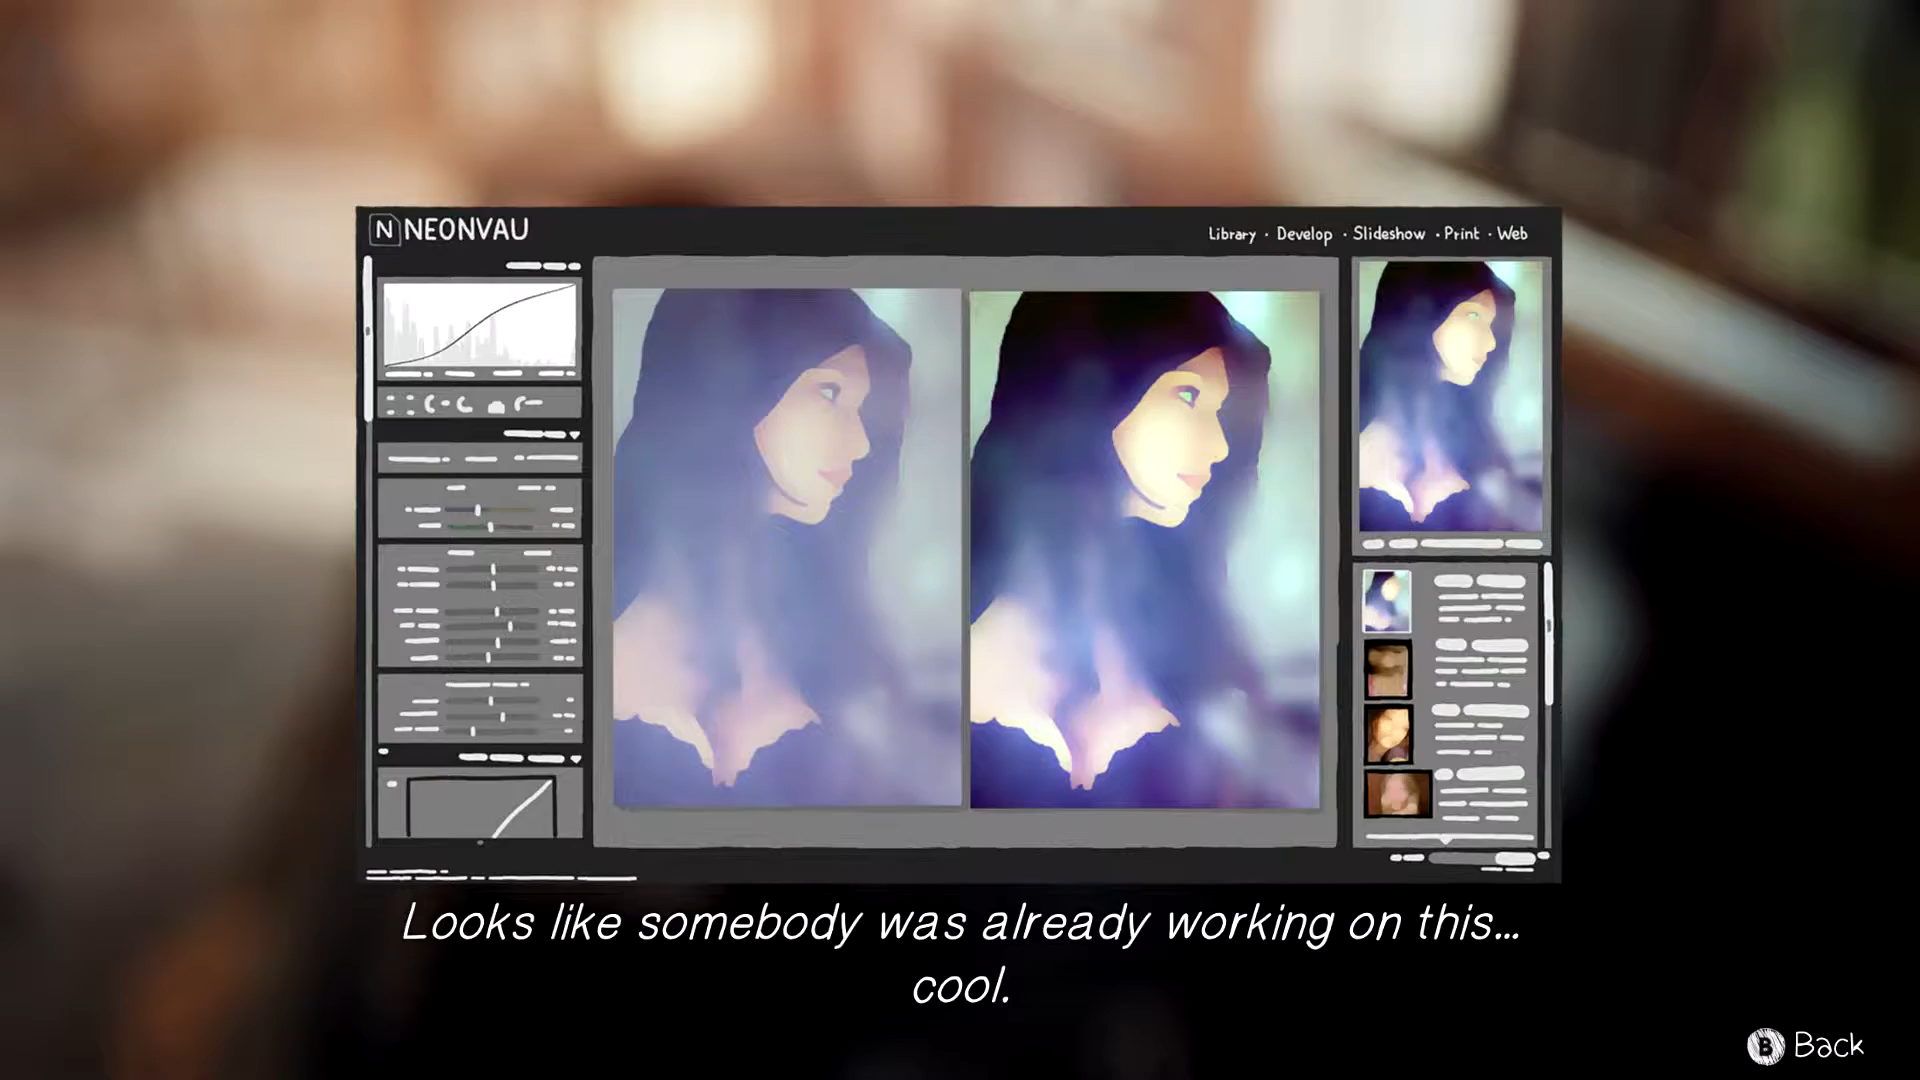 N NEONVAU
Library · Develop · Slideshow · Print · Web
Looks like somebody was already working on this...
cool.
B Back